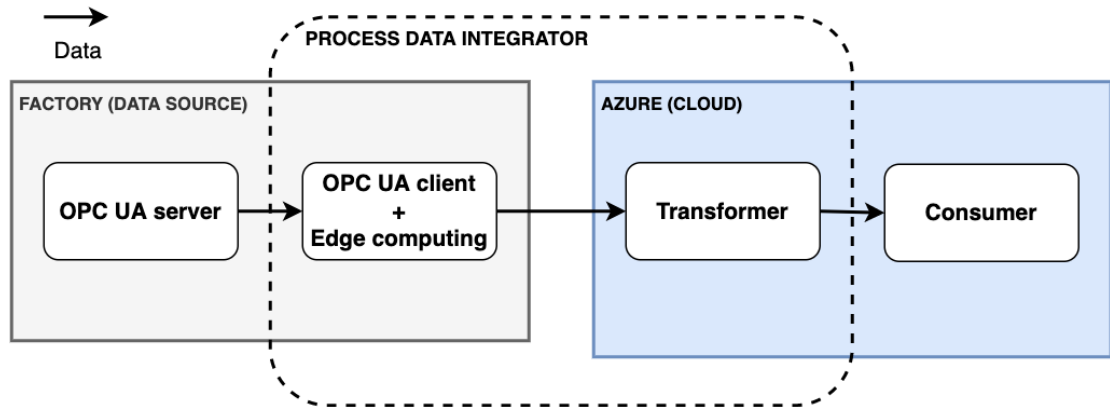 Data
PROCESS DATA INTEGRATOR
FACTORY (DATA SOURCE)
AZURE (CLOUD)
OPC UA server
OPC UA client
+
Edge computing
Transformer
Consumer